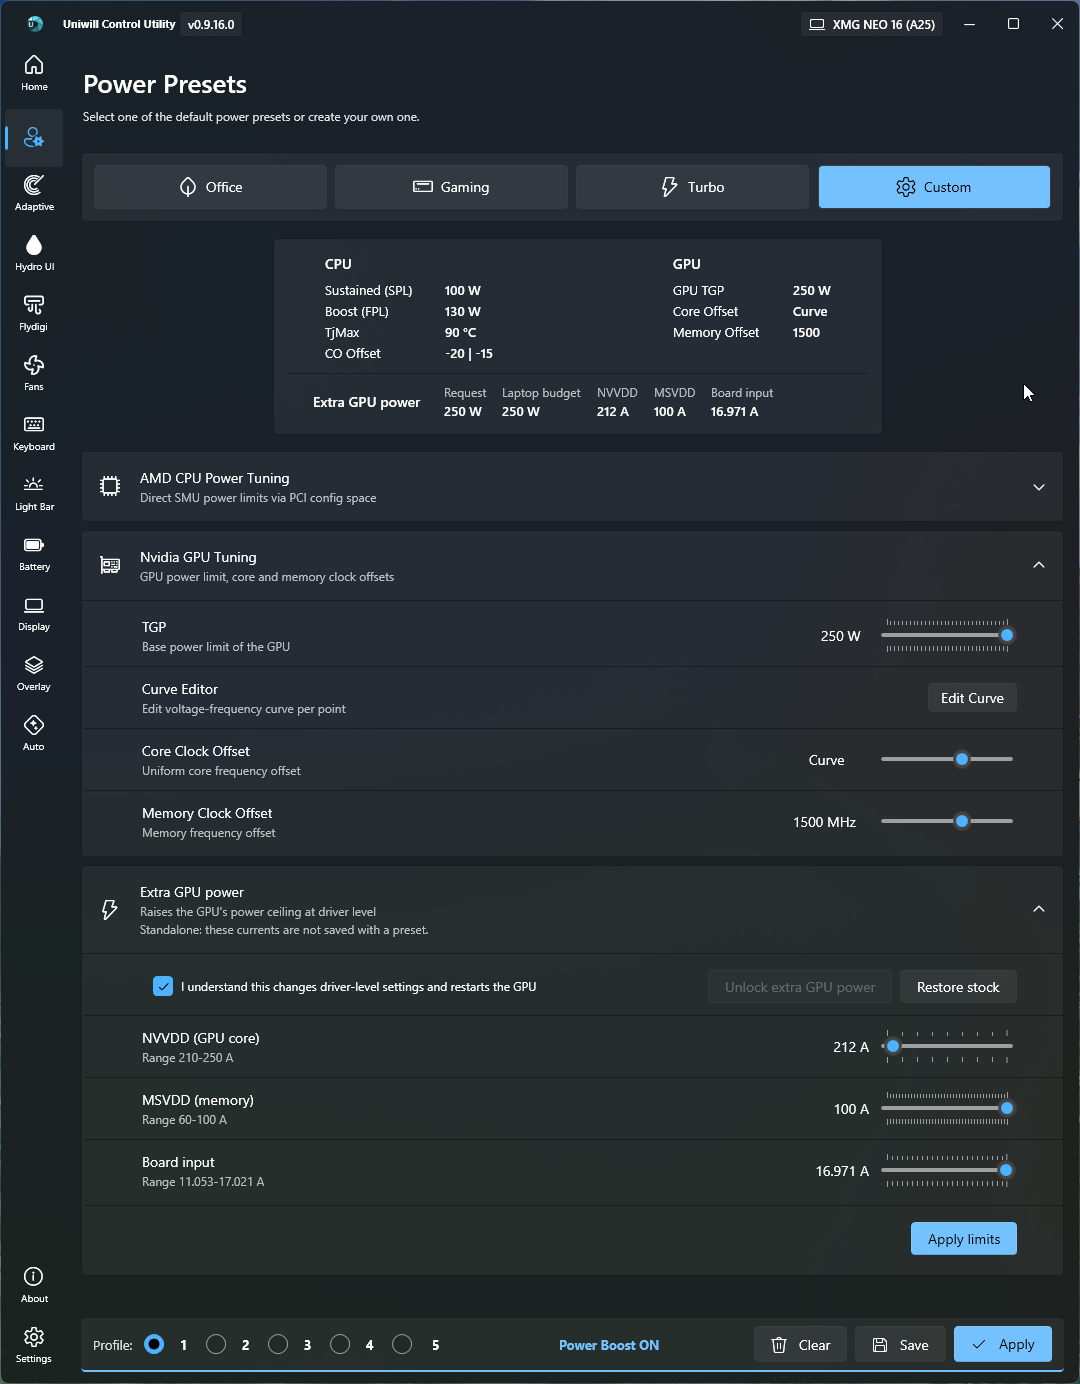 Uniwill Control Utility v0.9.16.0
XMG NEO 16 (A25)
Home
Adaptive
Hydro UI
Flydigi
Fans
Keyboard
Light Bar
Battery
Display
Overlay
Auto
About
Settings
Power Presets
Select one of the default power presets or create your own one.
Office
Gaming
Turbo
Custom
CPU
Sustained (SPL) 100 W
Boost (FPL) 130 W
TjMax 90 °C
CO Offset -20 | -15
GPU
GPU TGP 250 W
Core Offset Curve
Memory Offset 1500
Extra GPU power
Request Laptop budget NVVDD MSVDD Board input
250 W 250 W 212 A 100 A 16.971 A
AMD CPU Power Tuning
Direct SMU power limits via PCI config space
Nvidia GPU Tuning
GPU power limit, core and memory clock offsets
TGP
Base power limit of the GPU
250 W
Curve Editor
Edit voltage-frequency curve per point
Edit Curve
Core Clock Offset
Uniform core frequency offset
Curve
Memory Clock Offset
Memory frequency offset
1500 MHz
Extra GPU power
Raises the GPU's power ceiling at driver level
Standalone: these currents are not saved with a preset.
I understand this changes driver-level settings and restarts the GPU
Unlock extra GPU power
Restore stock
NVVDD (GPU core)
Range 210-250 A
212 A
MSVDD (memory)
Range 60-100 A
100 A
Board input
Range 11.053-17.021 A
16.971 A
Apply limits
Profile: 1 2 3 4 5
Power Boost ON
Clear
Save
Apply